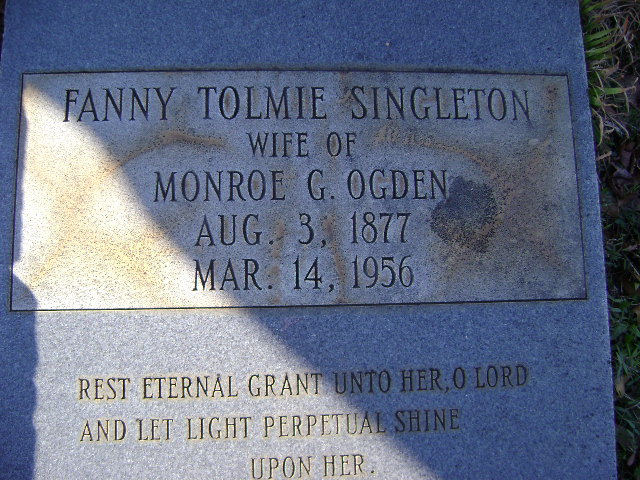 FANNY TOLMIE SINGLETON
WIFE OF
MONROE G. OGDEN
AUG. 3, 1877
MAR. 14, 1956
REST ETERNAL GRANT UNTO HER, O LORD
AND LET LIGHT PERPETUAL SHINE
UPON HER.